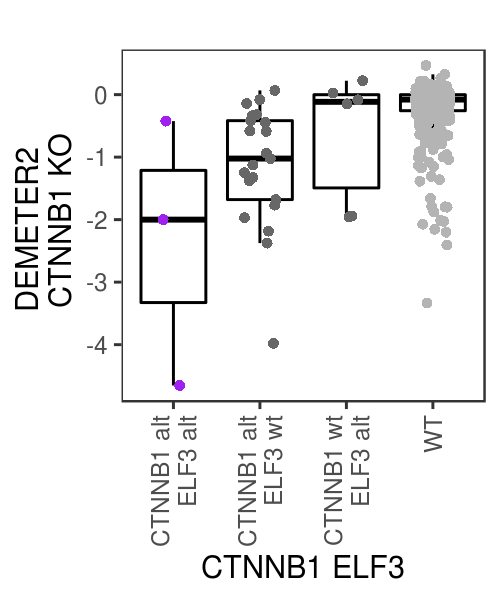 DEMETER2
CTNNB1 KO
0
-1
-2
-3
-4
CTNNB1 alt
ELF3 alt
CTNNB1 alt
ELF3 wt
CTNNB1 wt
ELF3 alt
WT
CTNNB1 ELF3